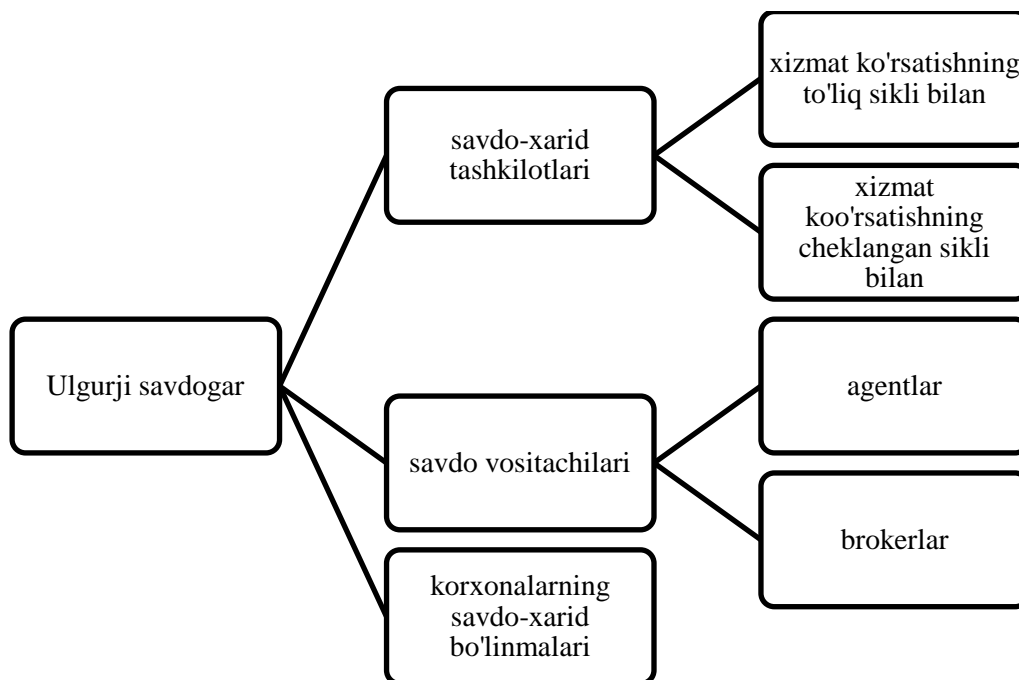 Ulgurji savdogar
savdo-xarid
tashkilotlari
xizmat ko'rsatishning
to'liq sikli bilan
xizmat
koo'rsatishning
cheklangan sikli
bilan
savdo vositachilari
agentlar
brokerlar
korxonalarning
savdo-xarid
bo'linmalari